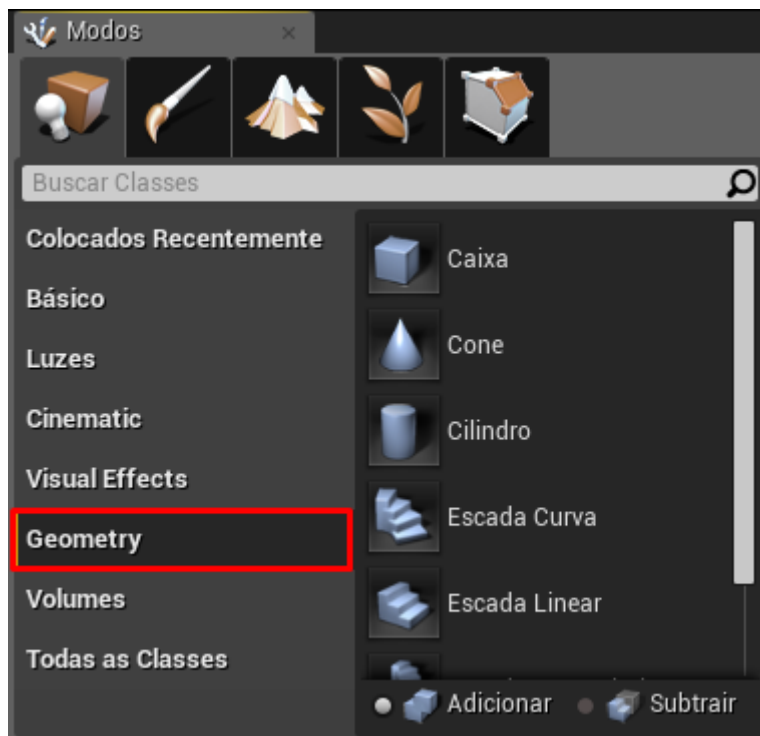 Modos
Buscar Classes
Colocados Recentemente
Básico
Luzes
Cinematic
Visual Effects
Geometry
Volumes
Todas as Classes
Caixa
Cone
Cilindro
Escada Curva
Escada Linear
Adicionar
Subtrair